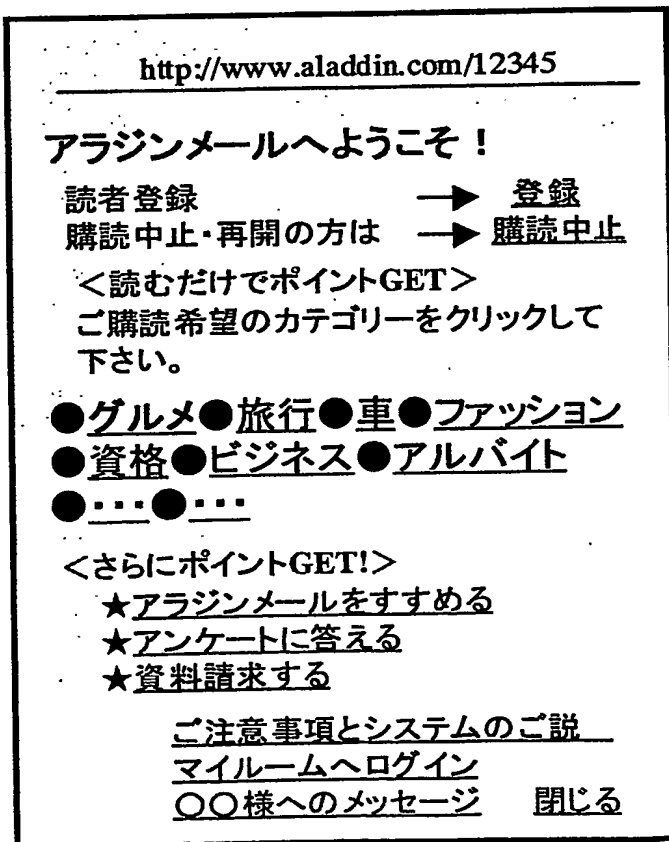 http://www.aladdin.com/12345
アラジンメールへようこそ！
読者登録 → 登録
購読中止・再開の方は → 購読中止
＜読むだけでポイントGET＞
ご購読希望のカテゴリーをクリックして
下さい。
●グルメ●旅行●車●ファッション
●資格●ビジネス●アルバイト
●・・・●・・・
＜さらにポイントGET!＞
★アラジンメールをすすめる
★アンケートに答える
★資料請求する
ご注意事項とシステムのご説
マイルームへログイン
〇〇様へのメッセージ 閉じる